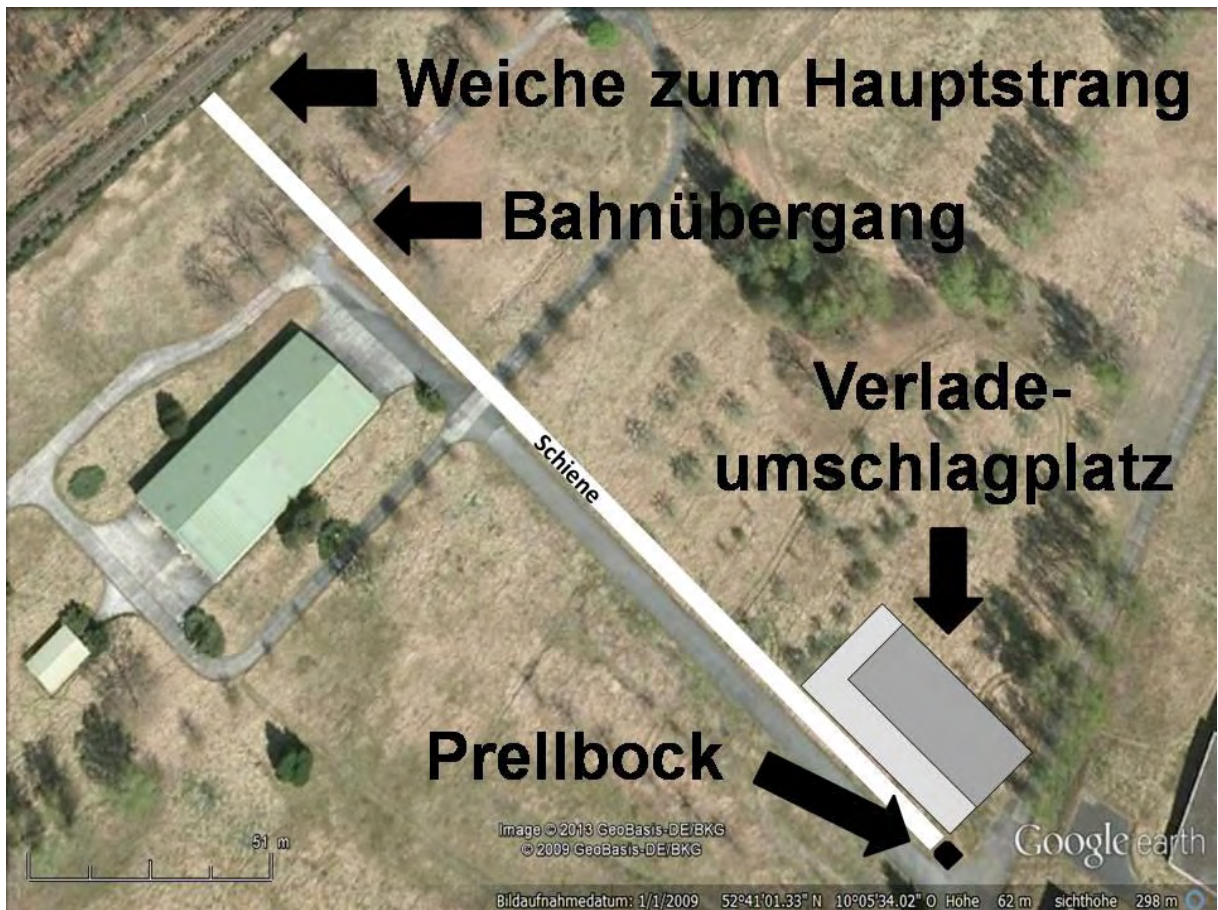 Weiche zum Hauptstrang
Bahnübergang
Verlade-
umschlagplatz
Schiene
Prellbock
51 m
Image © 2013 GeoBasis-DE/BKG
© 2009 GeoBasis-DE/BKG
Google earth
Bildaufnahmedatum: 1/1/2009 52°41'01.33" N 10°05'34.02" O Höhe 62 m sichthöhe 298 m